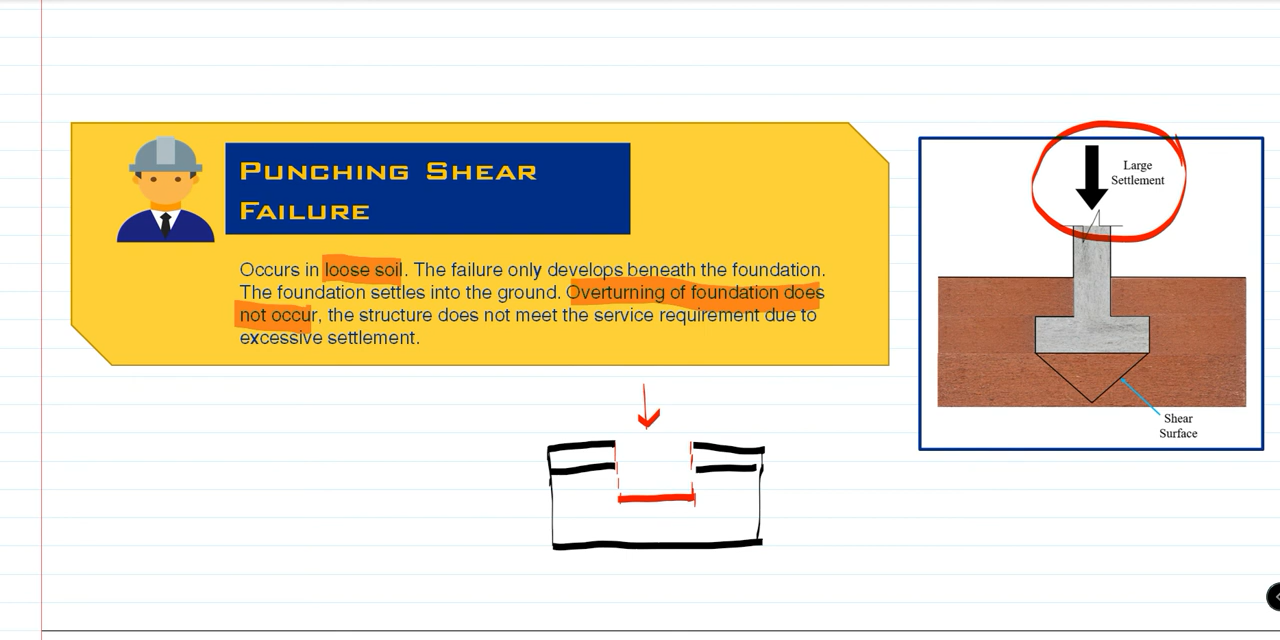 PUNCHING SHEAR
FAILURE
Occurs in loose soil. The failure only develops beneath the foundation.
The foundation settles into the ground. Overturning of foundation does
not occur, the structure does not meet the service requirement due to
excessive settlement.
Large
Settlement
Shear
Surface